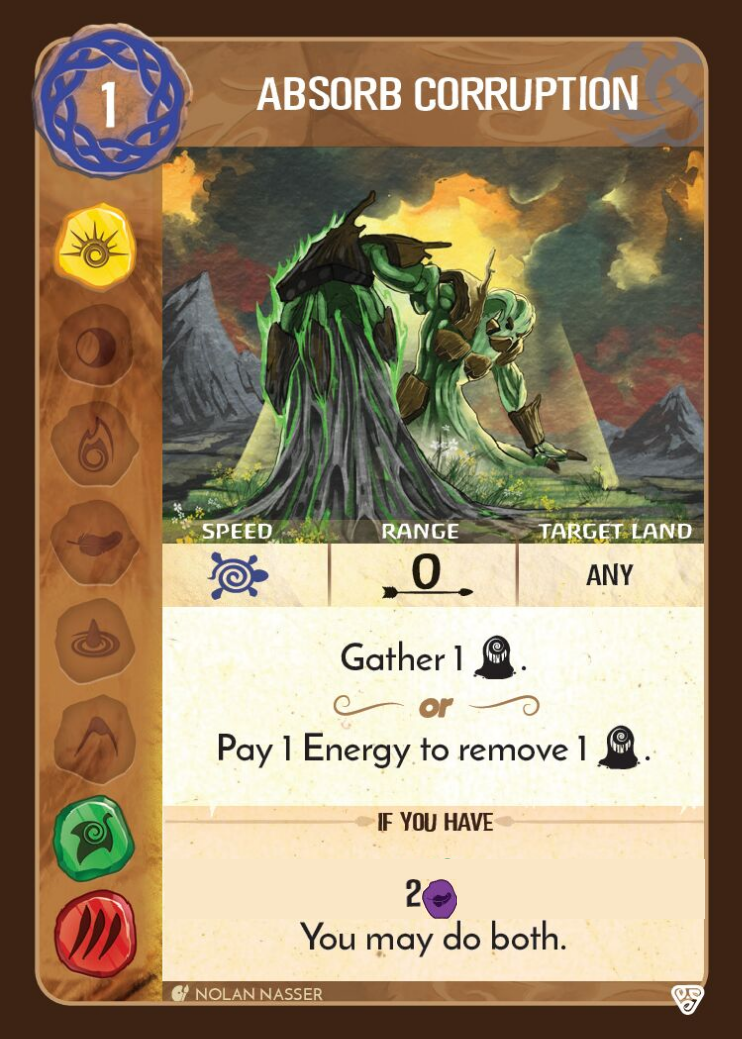 1
ABSORB CORRUPTION
SPEED RANGE TARGET LAND
0 ANY
Gather 1 .
or
Pay 1 Energy to remove 1 .
IF YOU HAVE
2
You may do both.
NOLAN NASSER